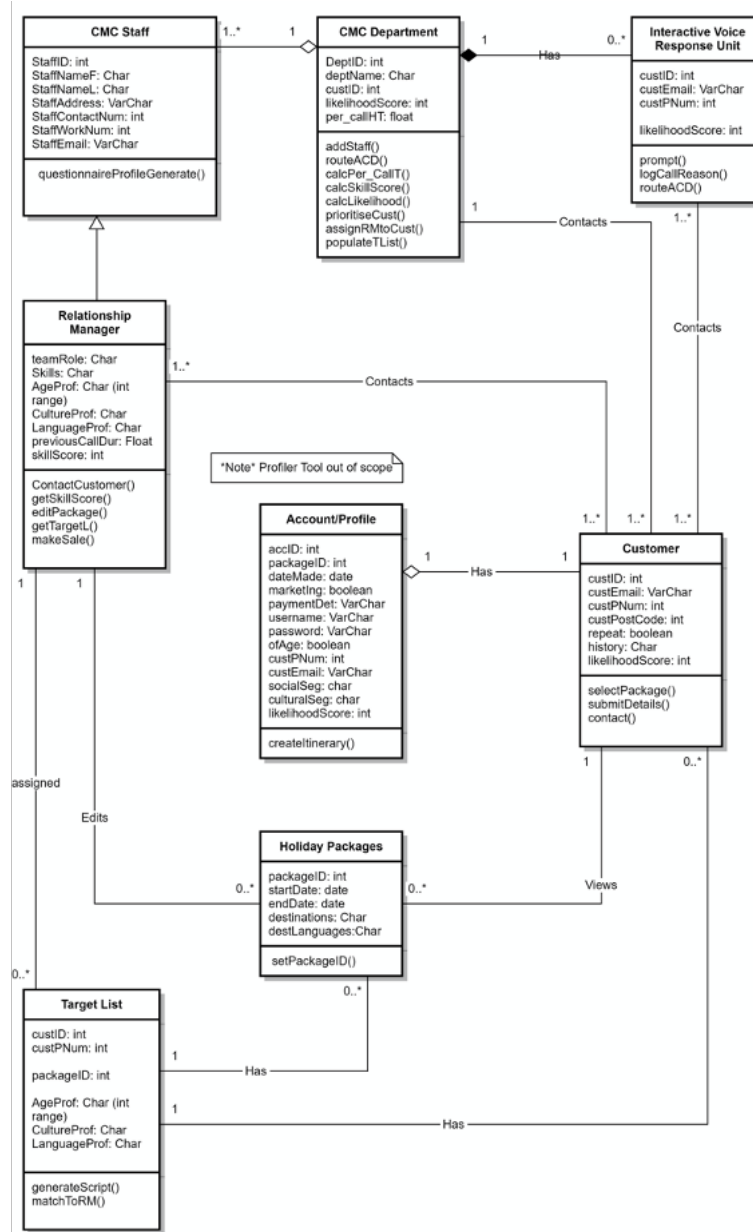 CMC Staff
StaffID: int
StaffNameF: Char
StaffNameL: Char
StaffAddress: VarChar
StaffContactNum: int
StaffWorkNum: int
StaffEmail: VarChar
questionnaireProfileGenerate()
1..*
1
CMC Department
DeptID: int
deptName: Char
custID: int
likelihoodScore: int
per_callHT: float
addStaff()
routeACD()
calcPer_CallT()
calcSkillScore()
calcLikelihood()
prioritiseCust()
assignRMtoCust()
populateTList()
1
Has
0..*
Interactive Voice
Response Unit
custID: int
custEmail: VarChar
custPNum: int
likelihoodScore: int
prompt()
logCallReason()
routeACD()
1
Contacts
1..*
Contacts
Relationship
Manager
teamRole: Char
Skills: Char
AgeProf: Char (int
range)
CultureProf: Char
LanguageProf: Char
previousCallDur: Float
skillScore: int
ContactCustomer()
getSkillScore()
editPackage()
getTargetL()
makeSale()
1..*
Contacts
*Note* Profiler Tool out of scope
1..*
1..*
1..*
Account/Profile
accID: int
packageID: int
dateMade: date
marketIng: boolean
paymentDet: VarChar
username: VarChar
password: VarChar
ofAge: boolean
custPNum: int
custEmail: VarChar
socialSeg: char
culturalSeg: char
likelihoodScore: int
createItinerary()
1
Has
1
Customer
custID: int
custEmail: VarChar
custPNum: int
custPostCode: int
repeat: boolean
history: Char
likelihoodScore: int
selectPackage()
submitDetails()
contact()
1
1
1
0..*
assigned
Edits
Holiday Packages
packageID: int
startDate: date
endDate: date
destinations: Char
destLanguages:Char
setPackageID()
0..*
0..*
Views
0..*
0..*
Target List
custID: int
custPNum: int
packageID: int
AgeProf: Char (int
range)
CultureProf: Char
LanguageProf: Char
generateScript()
matchToRM()
1
Has
1
Has